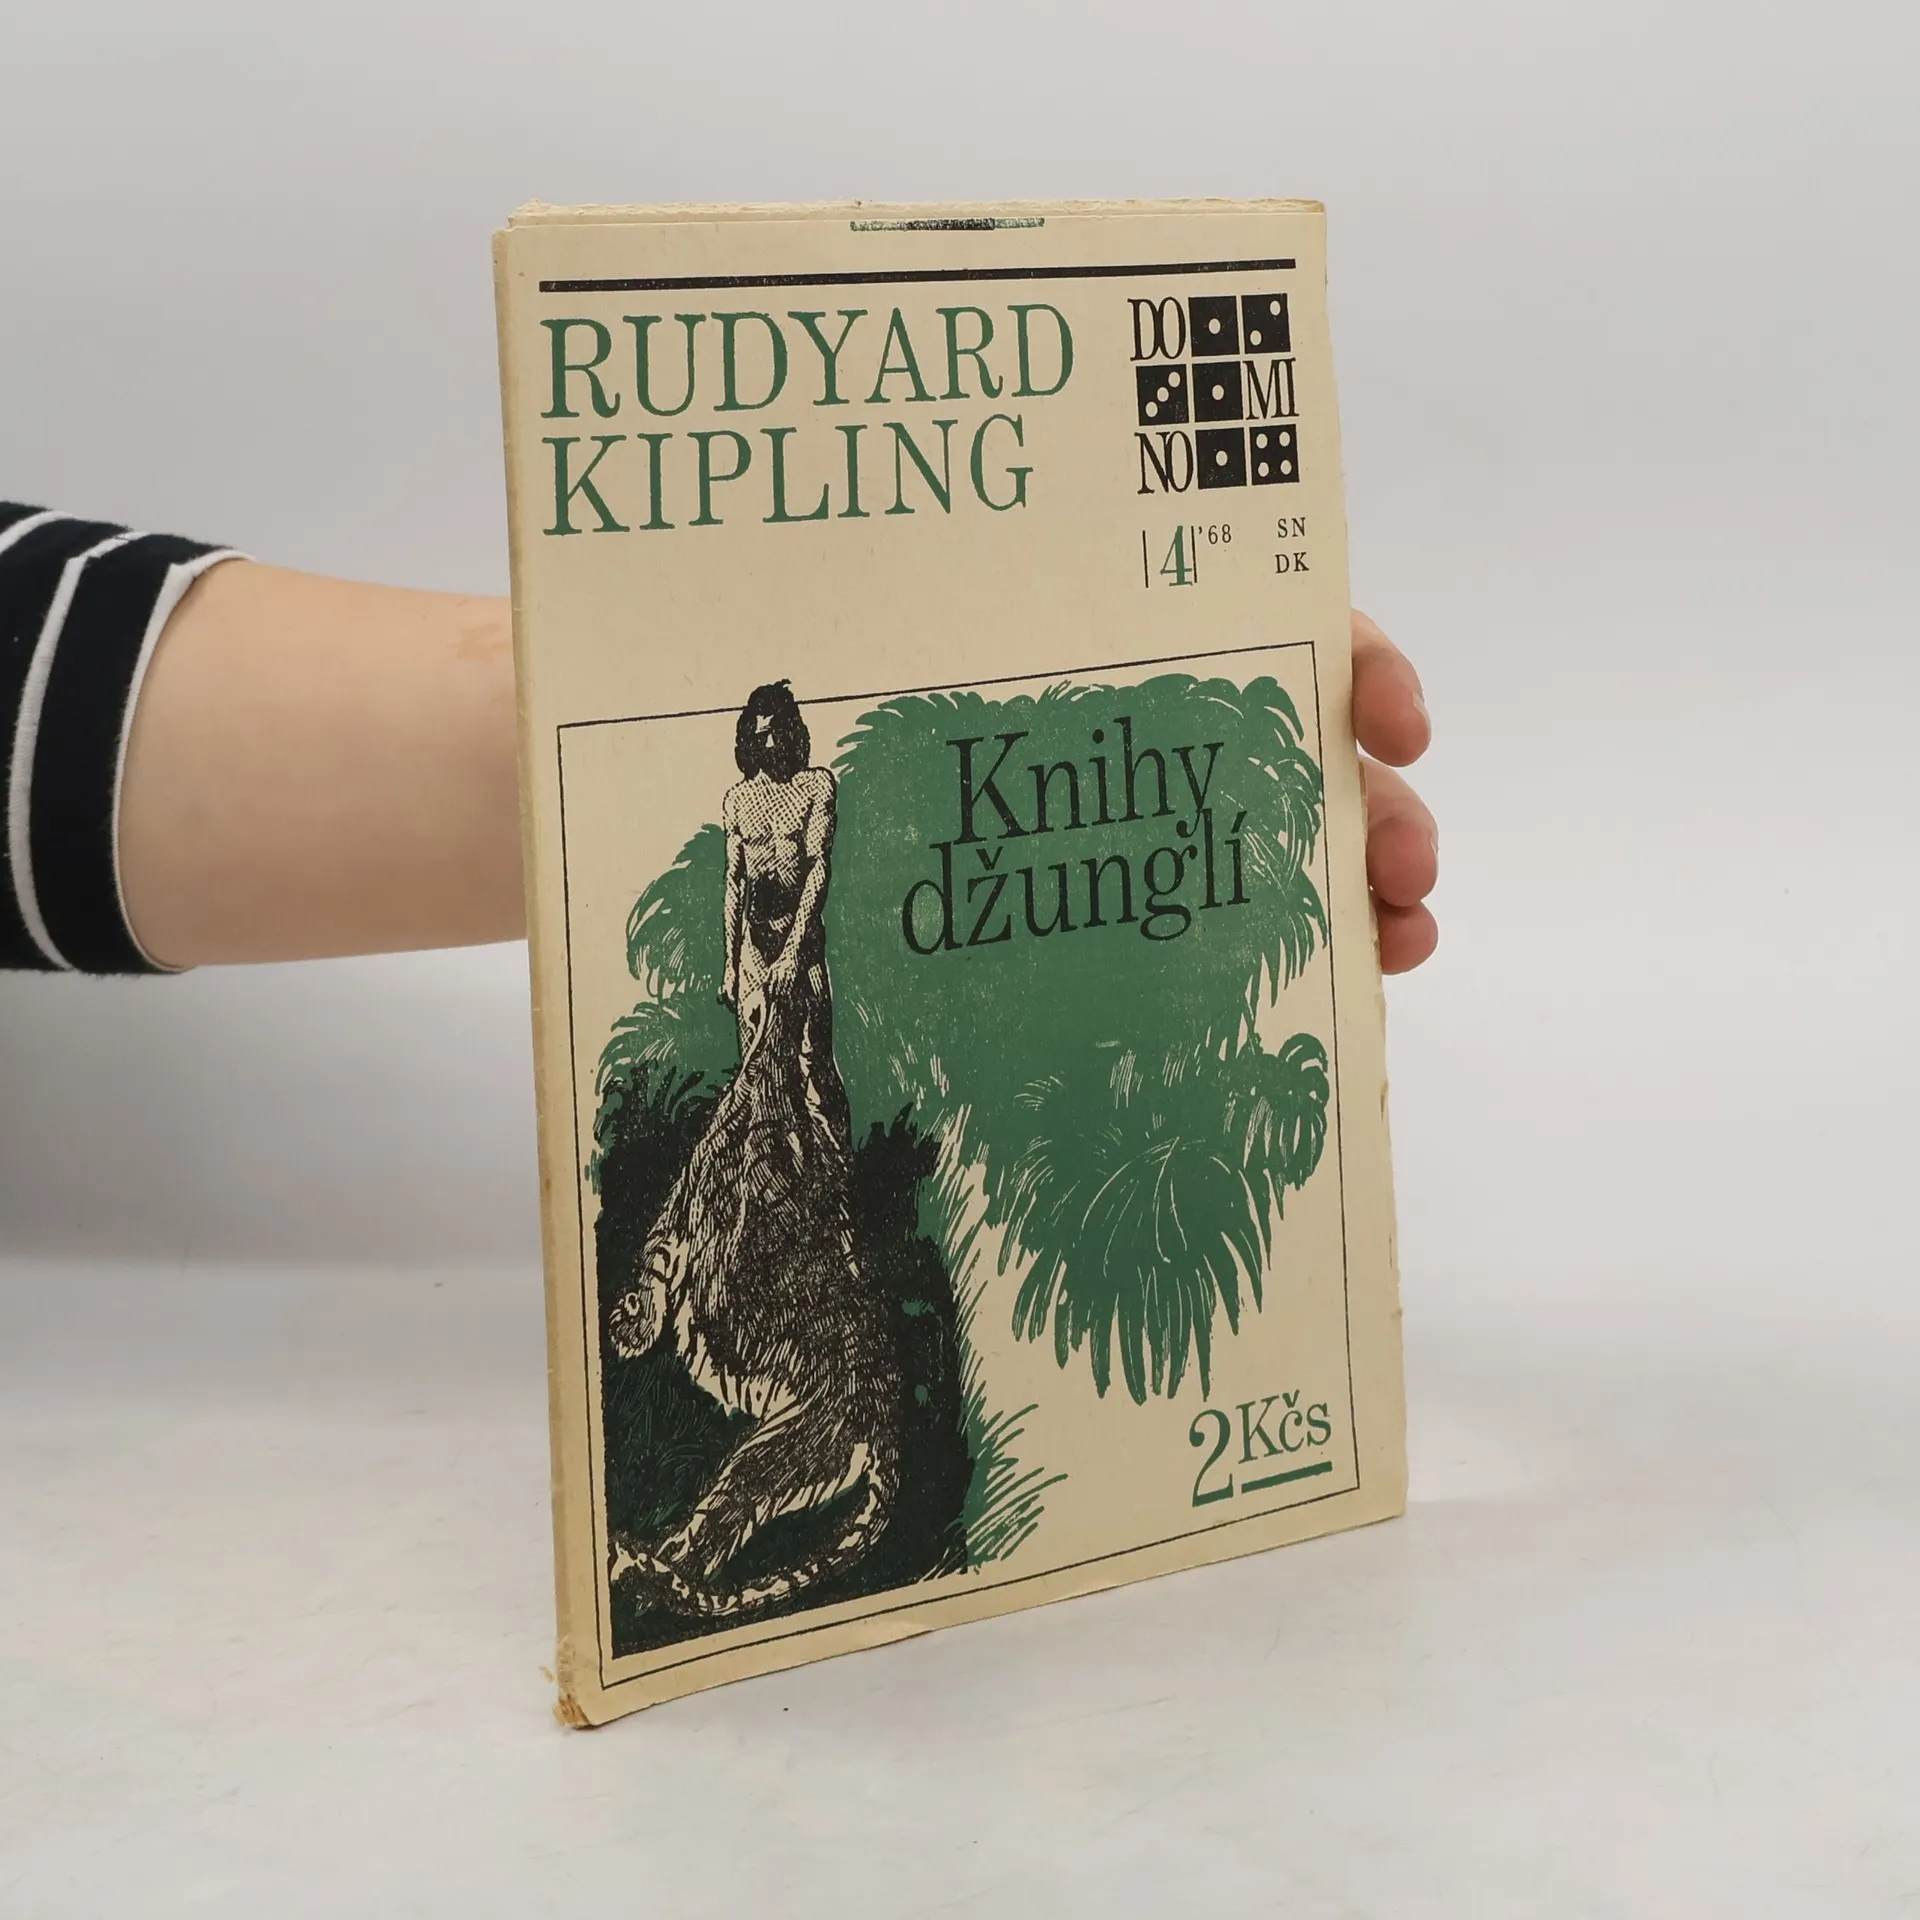 RUDYARD
KIPLING
DO
MI
NO
4 '68
SN
DK
Knihy
džunglí
2 Kčs